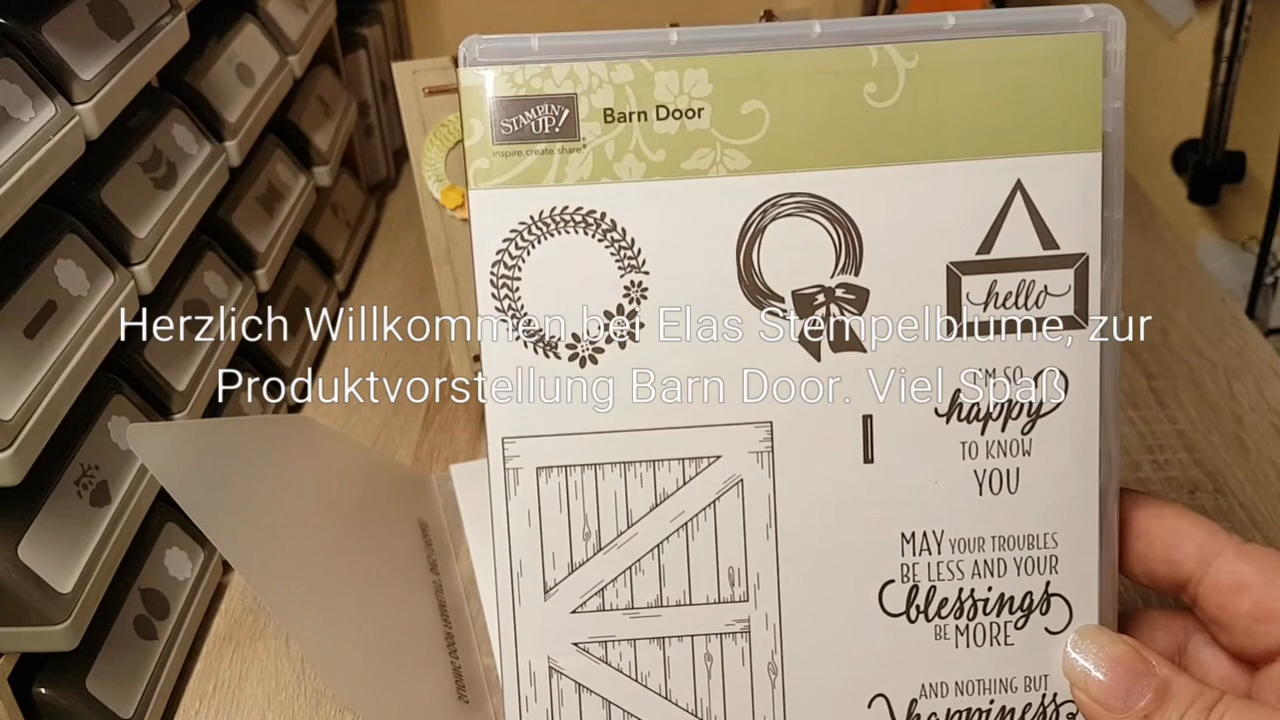 STAMPIN' UP!
inspire.create.share.
Barn Door
hello
Herzlich Willkommen bei Elas Stempelblume, zur
Produktvorstellung Barn Door. Viel Spaß
I'M SO
happy
TO KNOW
YOU
MAY YOUR TROUBLES
BE LESS AND YOUR
blessings
BE MORE
AND NOTHING BUT
happiness